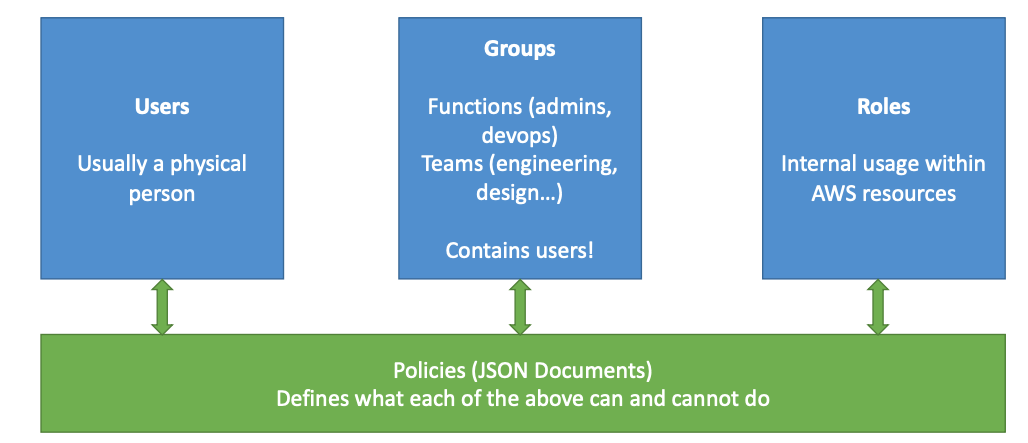 Users
Usually a physical
person
Groups
Functions (admins,
devops)
Teams (engineering,
design…)
Contains users!
Roles
Internal usage within
AWS resources
Policies (JSON Documents)
Defines what each of the above can and cannot do